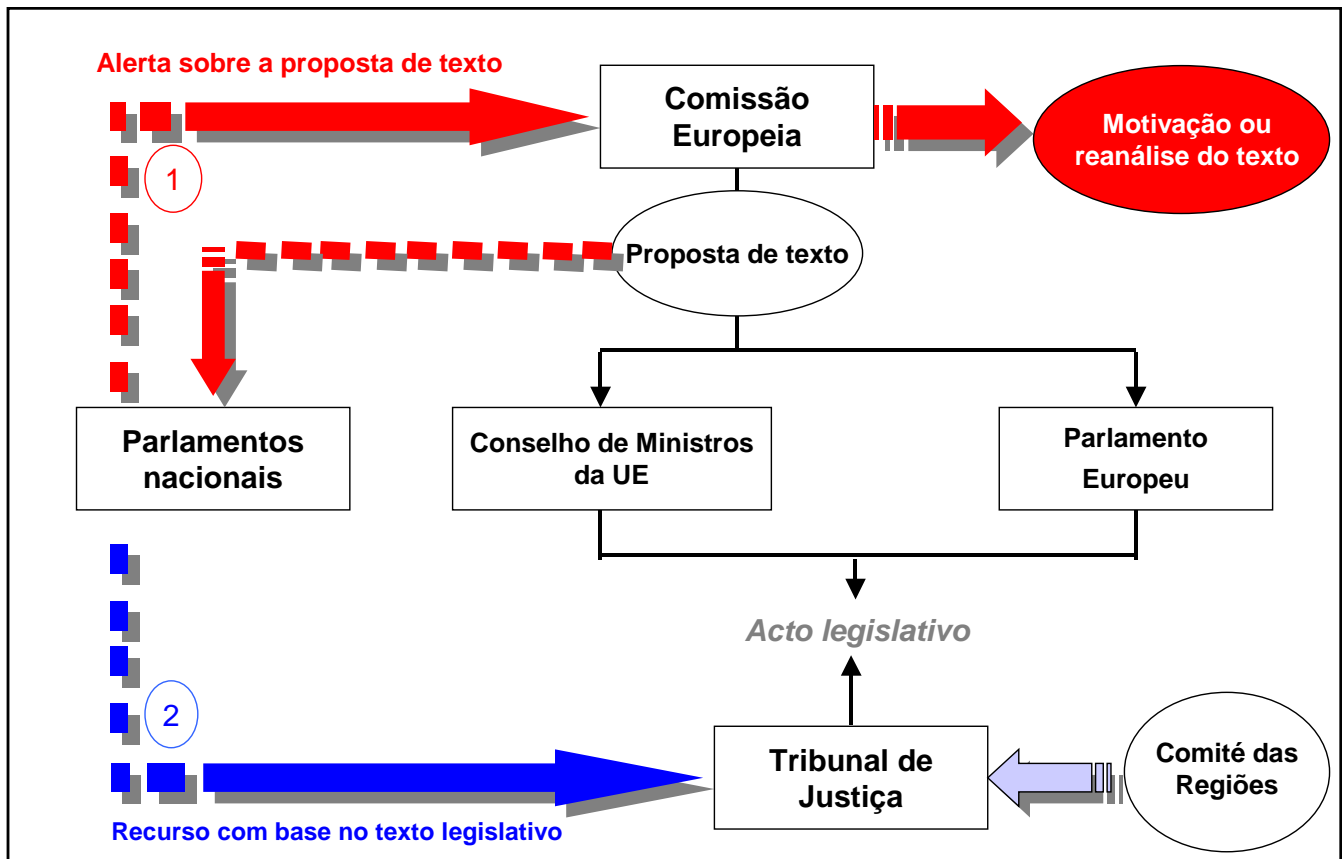 Alerta sobre a proposta de texto
Comissão
Europeia
Motivação ou
reanálise do texto
1
Proposta de texto
Parlamentos
nacionais
Conselho de Ministros
da UE
Parlamento
Europeu
Acto legislativo
2
Tribunal de
Justiça
Comité das
Regiões
Recurso com base no texto legislativo